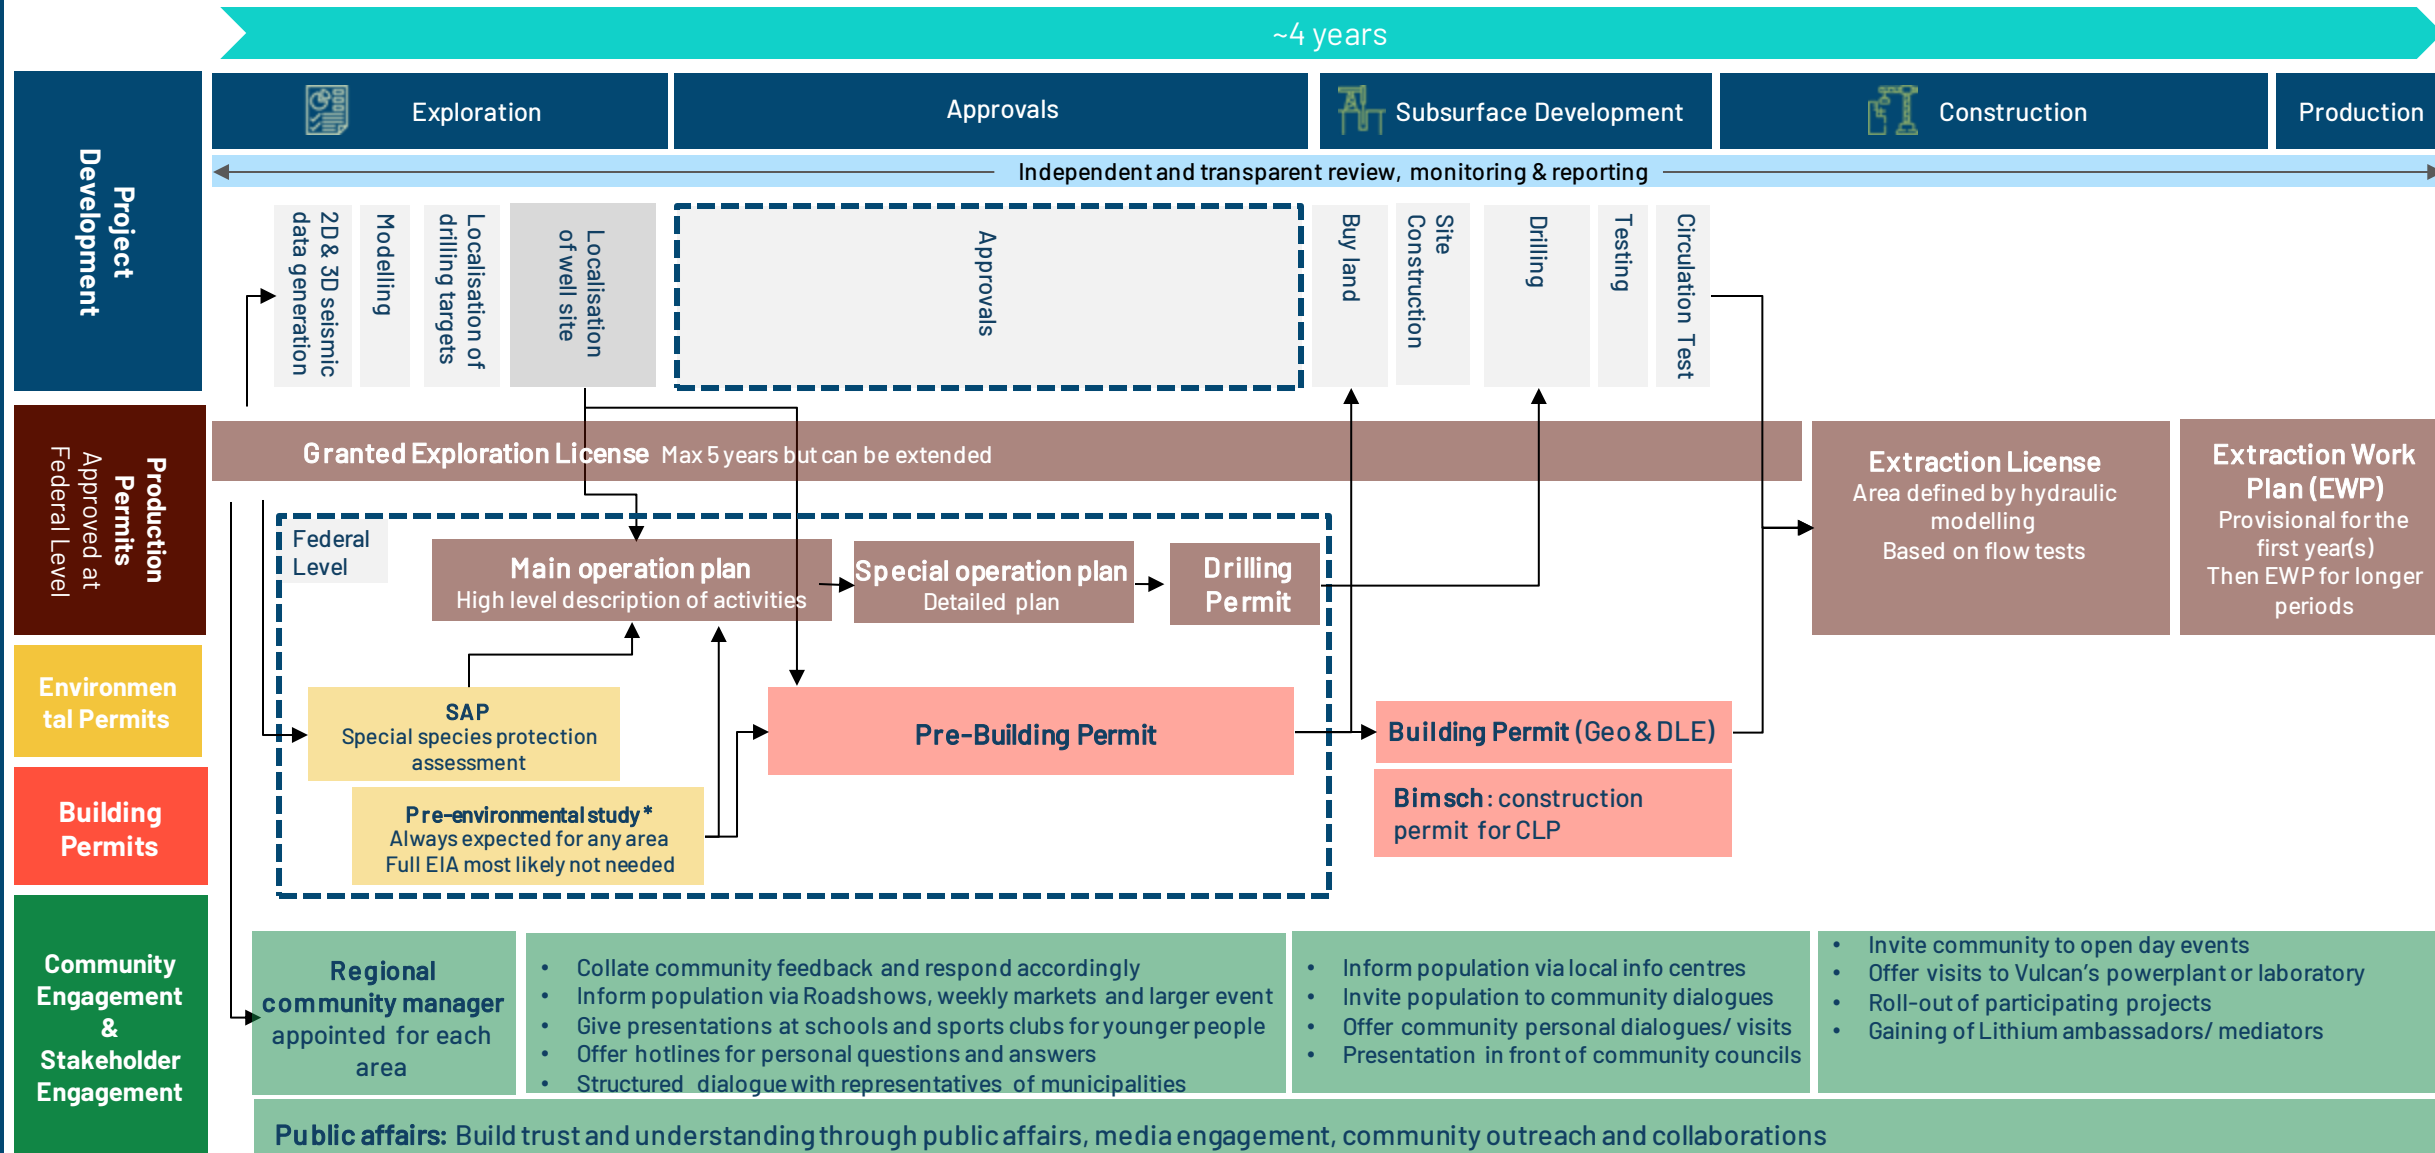 ~4 years
Exploration
Approvals
Subsurface Development
Construction
Production
Project
Development
Independent and transparent review, monitoring & reporting
2D & 3D seismic
data generation
Modelling
Localisation of
drilling targets
Localisation
of well site
Approvals
Buy land
Site
Construction
Drilling
Testing
Circulation Test
Production
Permits
Approved at
Federal Level
Granted Exploration License Max 5 years but can be extended
Extraction License
Area defined by hydraulic
modelling
Based on flow tests
Extraction Work
Plan (EWP)
Provisional for the
first year(s)
Then EWP for longer
periods
Federal
Level
Main operation plan
High level description of activities
Special operation plan
Detailed plan
Drilling
Permit
Environmen
tal Permits
SAP
Special species protection
assessment
Pre-Building Permit
Building Permit (Geo & DLE)
Building
Permits
Pre-environmental study *
Always expected for any area
Full EIA most likely not needed
Bimsch: construction
permit for CLP
Community
Engagement
&
Stakeholder
Engagement
Regional
community manager
appointed for each
area
• Collate community feedback and respond accordingly
• Inform population via Roadshows, weekly markets and larger event
• Give presentations at schools and sports clubs for younger people
• Offer hotlines for personal questions and answers
• Structured dialogue with representatives of municipalities
• Inform population via local info centres
• Invite population to community dialogues
• Offer community personal dialogues/ visits
• Presentation in front of community councils
• Invite community to open day events
• Offer visits to Vulcan's powerplant or laboratory
• Roll-out of participating projects
• Gaining of Lithium ambassadors/ mediators
Public affairs: Build trust and understanding through public affairs, media engagement, community outreach and collaborations